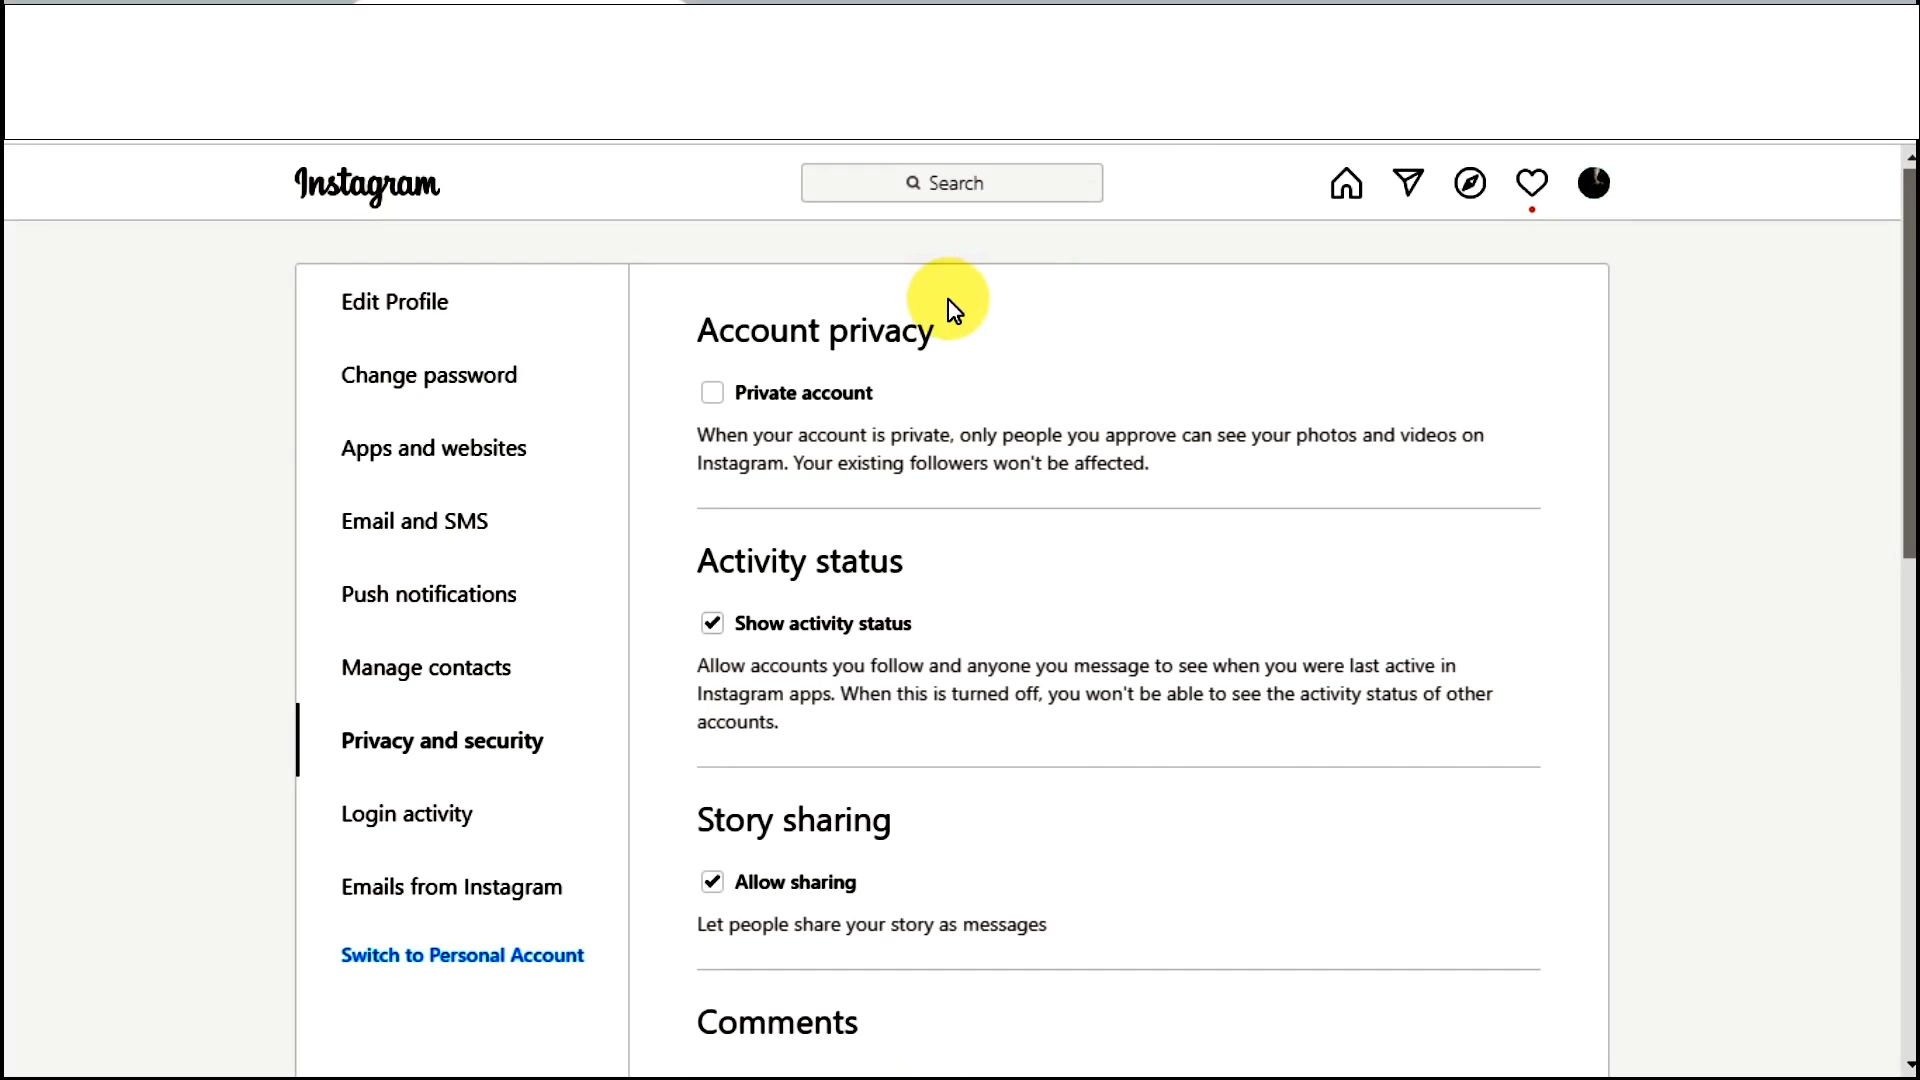 Instagram
Search
Edit Profile
Change password
Apps and websites
Email and SMS
Push notifications
Manage contacts
Privacy and security
Login activity
Emails from Instagram
Switch to Personal Account
Account privacy
Private account
When your account is private, only people you approve can see your photos and videos on
Instagram. Your existing followers won't be affected.
Activity status
Show activity status
Allow accounts you follow and anyone you message to see when you were last active in
Instagram apps. When this is turned off, you won't be able to see the activity status of other
accounts.
Story sharing
Allow sharing
Let people share your story as messages
Comments